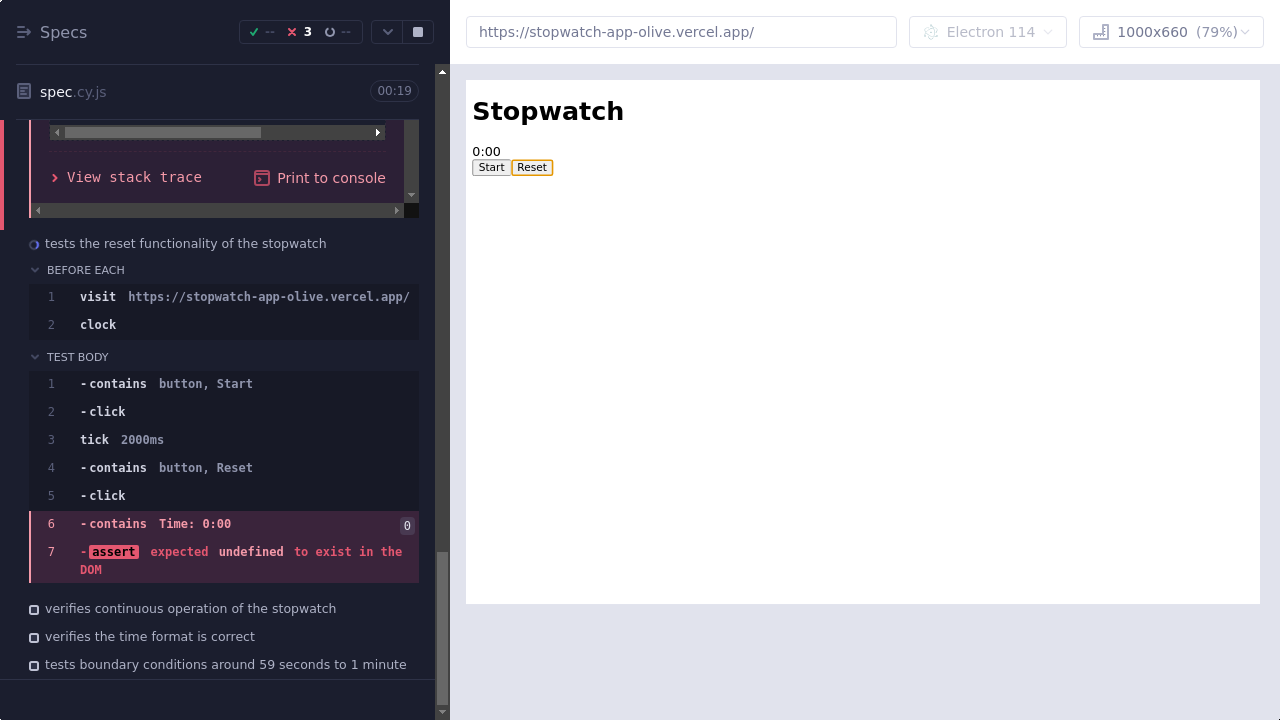 Specs
--
3
--
spec.cy.js
00:19
View stack trace
Print to console
tests the reset functionality of the stopwatch
BEFORE EACH
1 visit https://stopwatch-app-olive.vercel.app/
2 clock
TEST BODY
1 -contains button, Start
2 -click
3 tick 2000ms
4 -contains button, Reset
5 -click
6 -contains Time: 0:00 0
7 -assert expected undefined to exist in the
DOM
verifies continuous operation of the stopwatch
verifies the time format is correct
tests boundary conditions around 59 seconds to 1 minute
https://stopwatch-app-olive.vercel.app/
Electron 114
1000x660 (79%)
Stopwatch
0:00
Start Reset